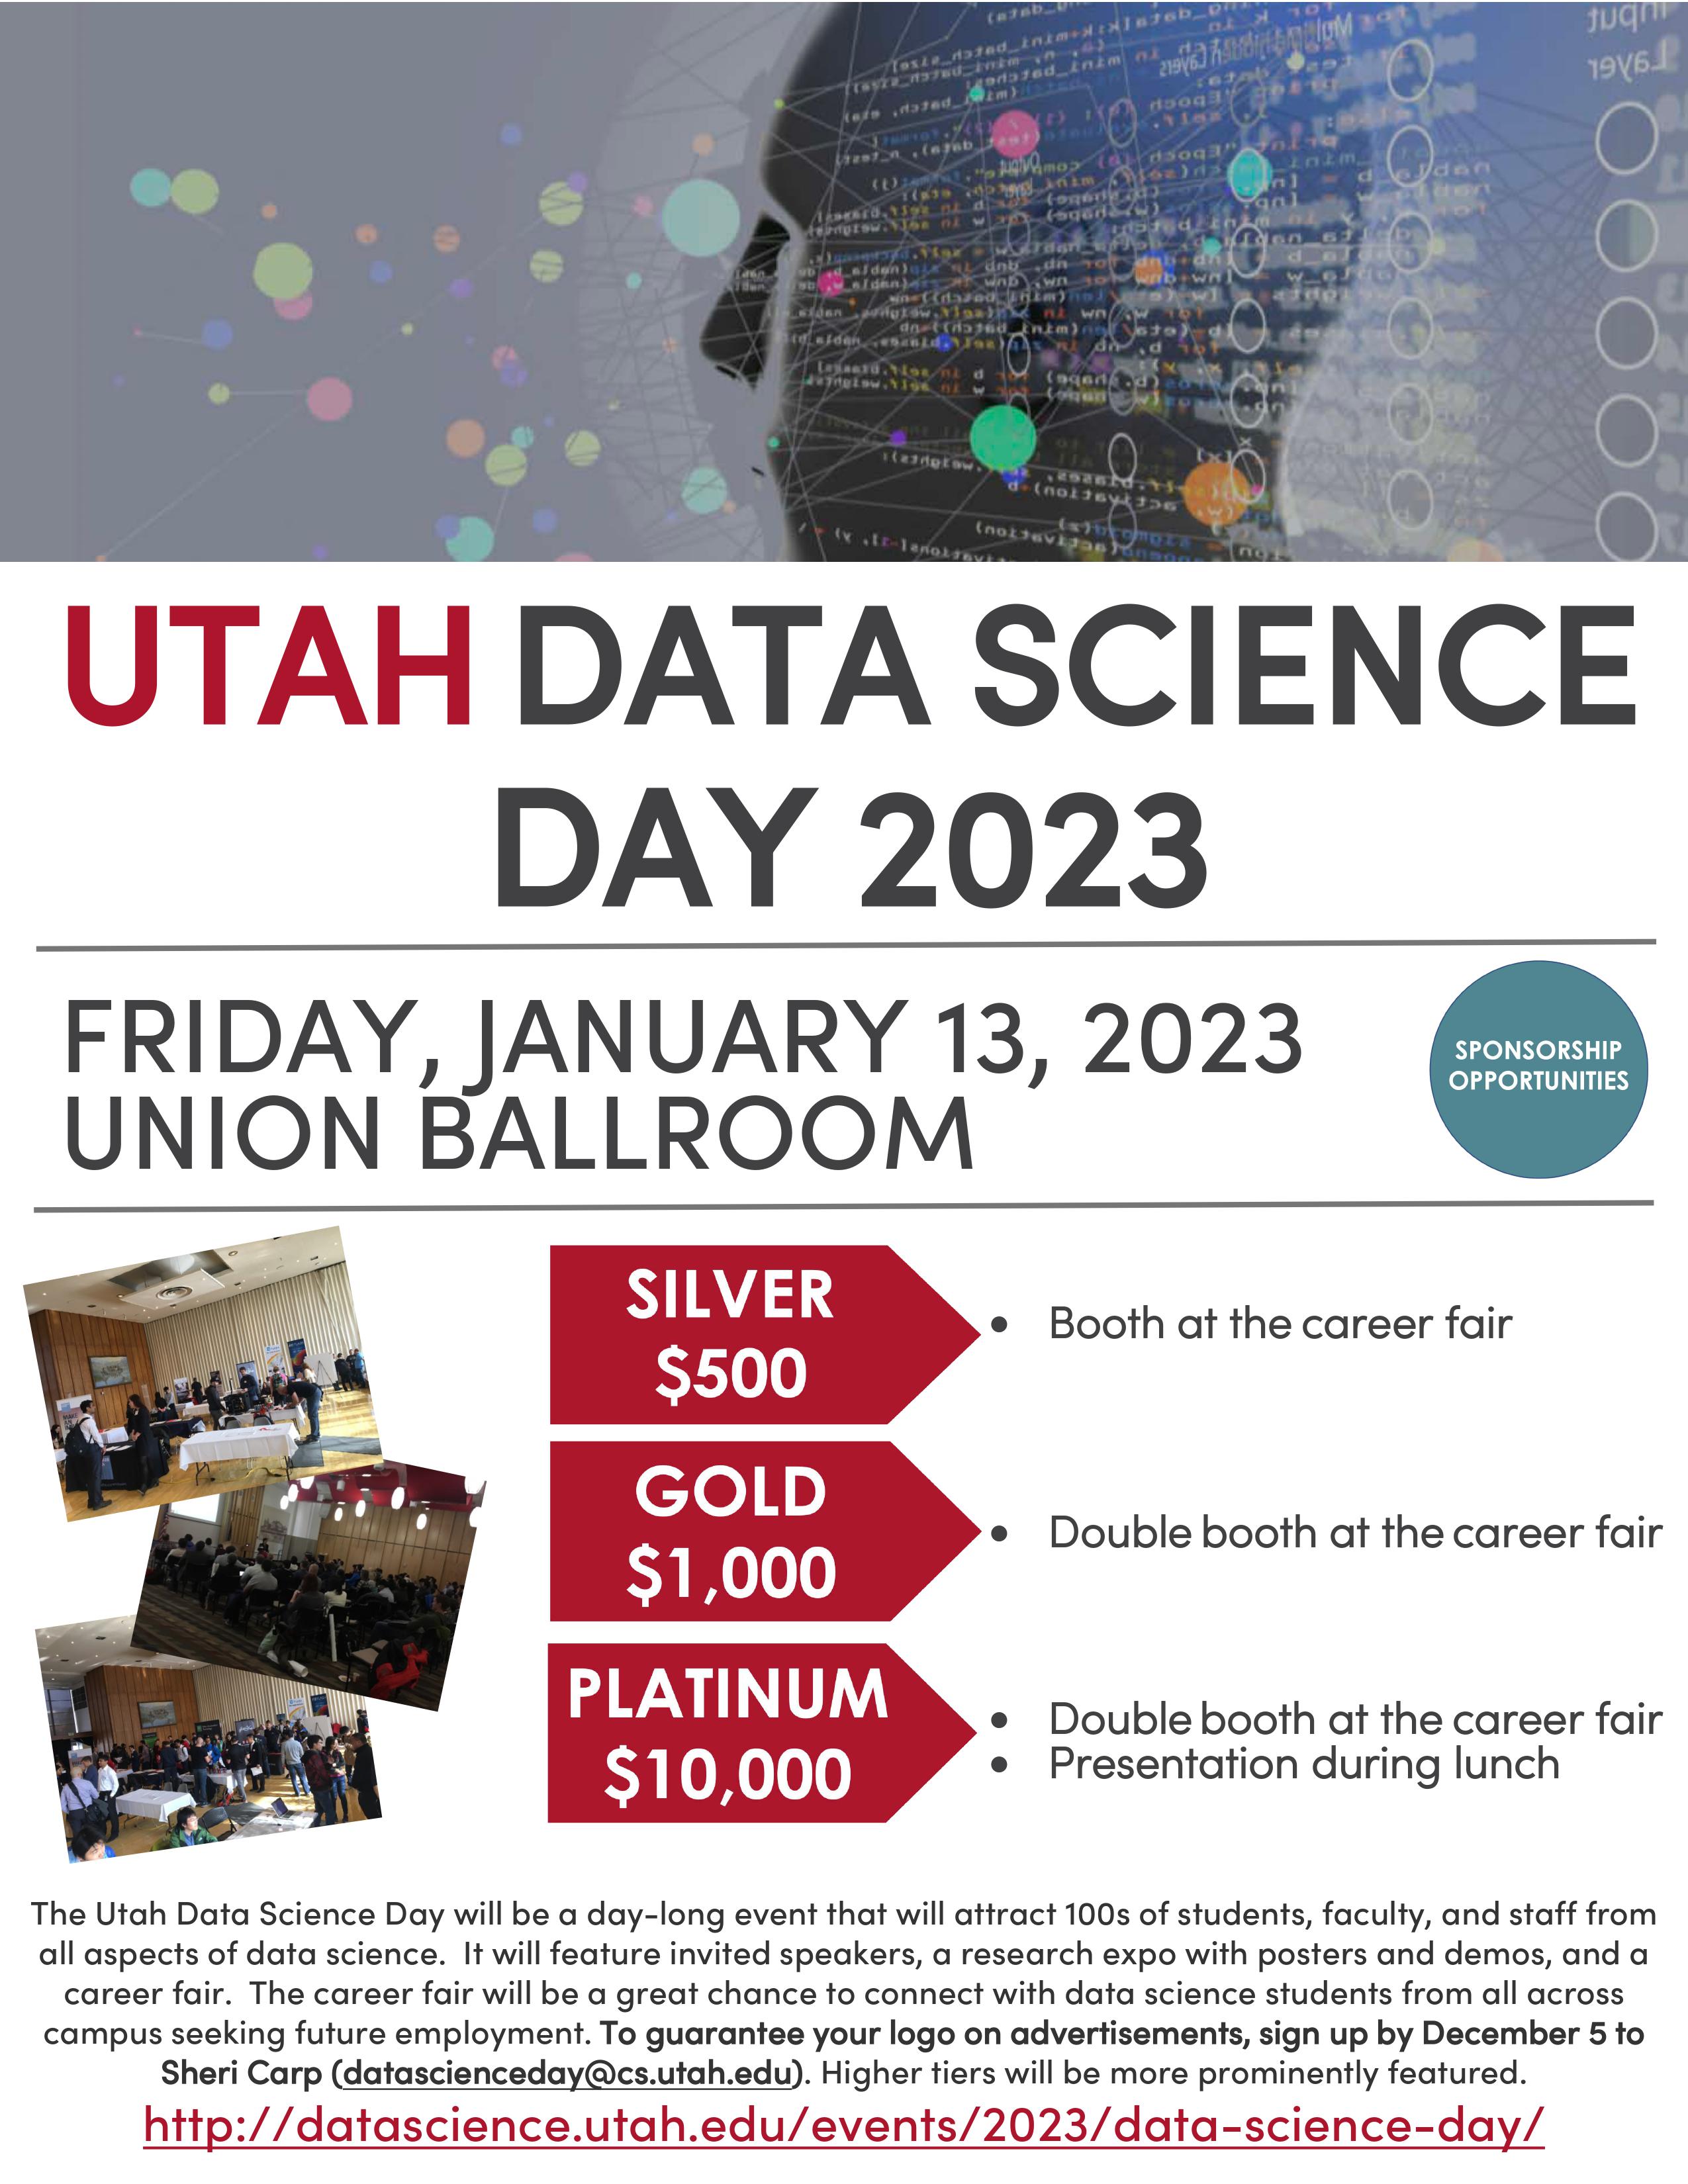 Input
Layer
Multiple Hidden Layers
Output
UTAH DATA SCIENCE
DAY 2023
FRIDAY, JANUARY 13, 2023
UNION BALLROOM
SPONSORSHIP
OPPORTUNITIES
SILVER
$500
• Booth at the career fair
GOLD
$1,000
• Double booth at the career fair
PLATINUM
$10,000
• Double booth at the career fair
• Presentation during lunch
The Utah Data Science Day will be a day-long event that will attract 100s of students, faculty, and staff from
all aspects of data science. It will feature invited speakers, a research expo with posters and demos, and a
career fair. The career fair will be a great chance to connect with data science students from all across
campus seeking future employment. To guarantee your logo on advertisements, sign up by December 5 to
Sheri Carp (datascienceday@cs.utah.edu). Higher tiers will be more prominently featured.
http://datascience.utah.edu/events/2023/data-science-day/